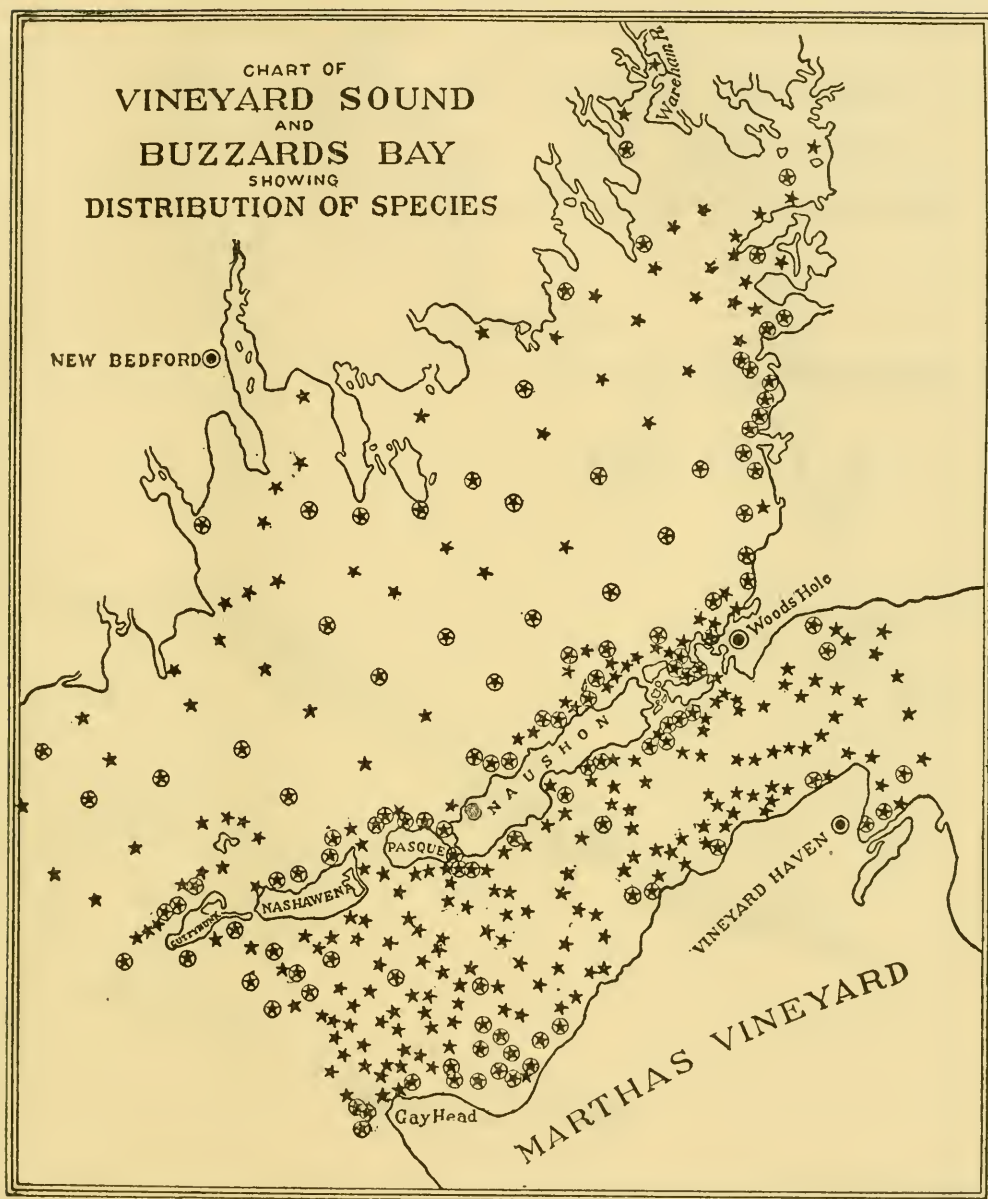 CHART OF
VINEYARD SOUND
AND
BUZZARDS BAY
SHOWING
DISTRIBUTION OF SPECIES
Wareham R.
NEW BEDFORD
Woods Hole
NAUSHON
PASQUE
NASHAWENA
CUTTYHUNK
VINEYARD HAVEN
MARTHAS VINEYARD
Gay Head